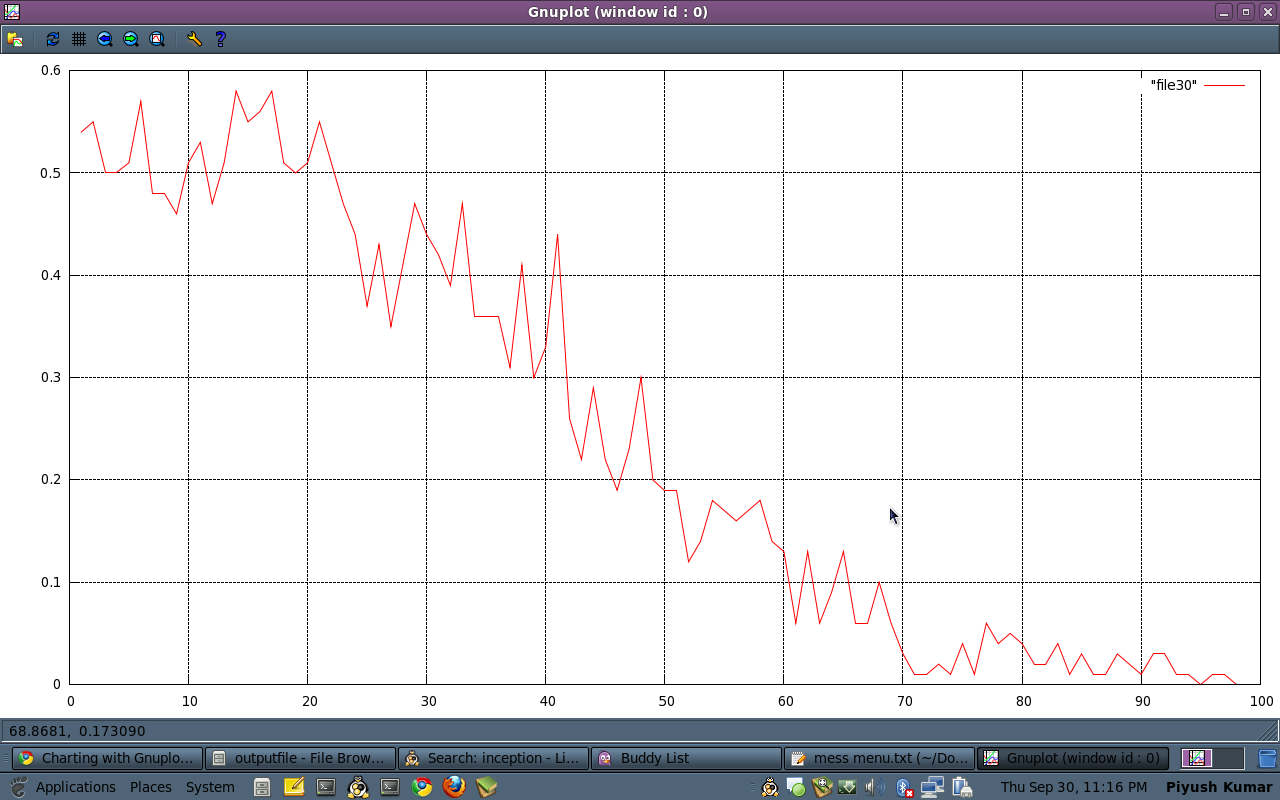 Gnuplot (window id : 0)
"file30"
0.6
0.5
0.4
0.3
0.2
0.1
0
0 10 20 30 40 50 60 70 80 90 100
68.8681, 0.173090
Charting with Gnuplo... outputfile - File Brow... Search: inception - Li... Buddy List mess menu.txt (~/Do... Gnuplot (window id : 0)
Applications Places System Thu Sep 30, 11:16 PM Piyush Kumar